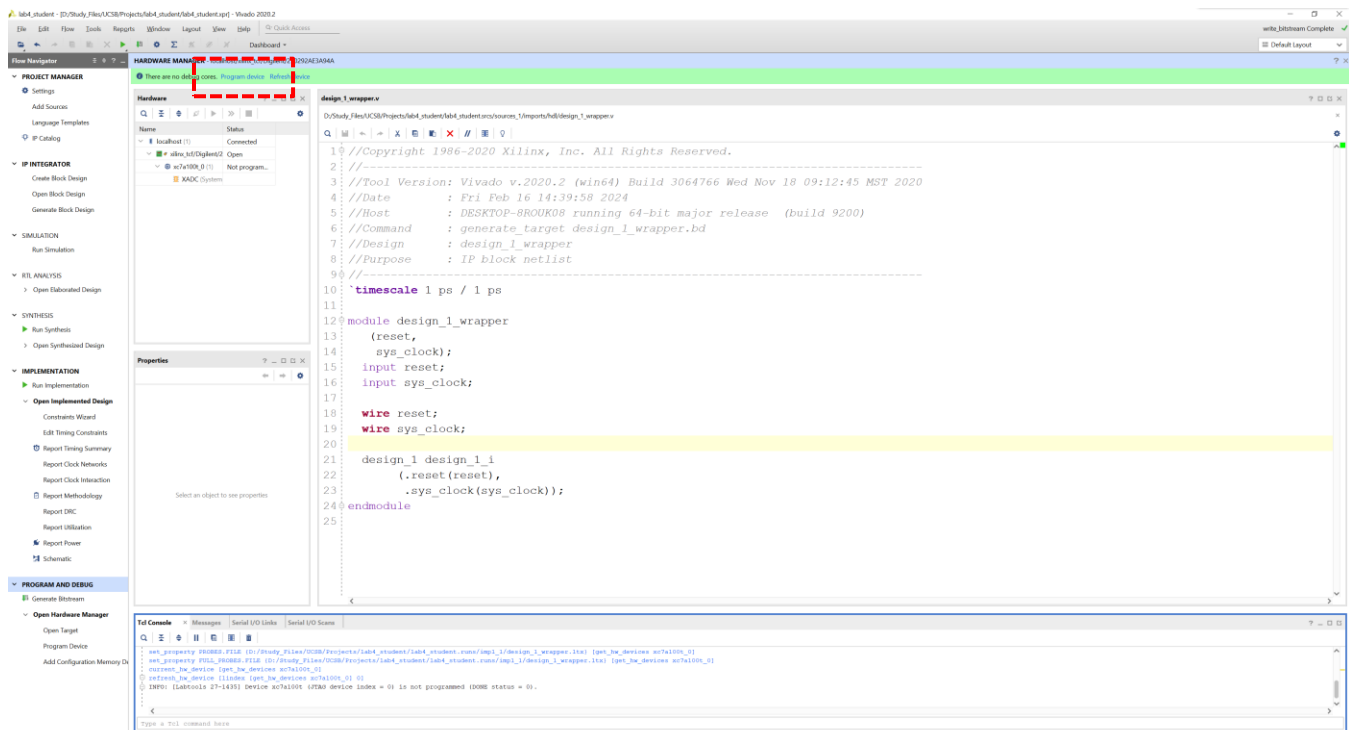 lab4_student - [D:/Study_Files/UCSB/Projects/lab4_student/lab4_student.xpr] - Vivado 2020.2
File Edit Flow Tools Reports Window Layout View Help Quick Access
write_bitstream Complete
Dashboard
Default Layout
Flow Navigator
PROJECT MANAGER
Settings
Add Sources
Language Templates
IP Catalog
IP INTEGRATOR
Create Block Design
Open Block Design
Generate Block Design
SIMULATION
Run Simulation
RTL ANALYSIS
Open Elaborated Design
SYNTHESIS
Run Synthesis
Open Synthesized Design
IMPLEMENTATION
Run Implementation
Open Implemented Design
Constraints Wizard
Edit Timing Constraints
Report Timing Summary
Report Clock Networks
Report Clock Interaction
Report Methodology
Report DRC
Report Utilization
Report Power
Schematic
PROGRAM AND DEBUG
Generate Bitstream
Open Hardware Manager
Open Target
Program Device
Add Configuration Memory De
HARDWARE MANAGER
There are no debug cores. Program device Refresh device
Hardware
Name Status
localhost (1) Connected
xilinx_tcf/Digilent/2 Open
xc7a100t_0 (1) Not program...
XADC (System
Properties
Select an object to see properties
design_1_wrapper.v
D:/Study_Files/UCSB/Projects/lab4_student/lab4_student.srcs/sources_1/imports/hdl/design_1_wrapper.v
1 //Copyright 1986-2020 Xilinx, Inc. All Rights Reserved.
2 //--------------------------------------------------------------------------------
3 //Tool Version: Vivado v.2020.2 (win64) Build 3064766 Wed Nov 18 09:12:45 MST 2020
4 //Date : Fri Feb 16 14:39:58 2024
5 //Host : DESKTOP-8ROUK08 running 64-bit major release (build 9200)
6 //Command : generate_target design_1_wrapper.bd
7 //Design : design_1_wrapper
8 //Purpose : IP block netlist
9 //--------------------------------------------------------------------------------
10 `timescale 1 ps / 1 ps
11
12 module design_1_wrapper
13 (reset,
14 sys_clock);
15 input reset;
16 input sys_clock;
17
18 wire reset;
19 wire sys_clock;
20
21 design_1 design_1_i
22 (.reset(reset),
23 .sys_clock(sys_clock));
24 endmodule
25
Tcl Console Messages Serial I/O Links Serial I/O Scans
set_property PROBES.FILE {D:/Study_Files/UCSB/Projects/lab4_student/lab4_student.runs/impl_1/design_1_wrapper.ltx} [get_hw_devices xc7a100t_0]
set_property FULL_PROBES.FILE {D:/Study_Files/UCSB/Projects/lab4_student/lab4_student.runs/impl_1/design_1_wrapper.ltx} [get_hw_devices xc7a100t_0]
current_hw_device [get_hw_devices xc7a100t_0]
refresh_hw_device [lindex [get_hw_devices xc7a100t_0] 0]
INFO: [Labtools 27-1435] Device xc7a100t (JTAG device index = 0) is not programmed (DONE status = 0).
Type a Tcl command here